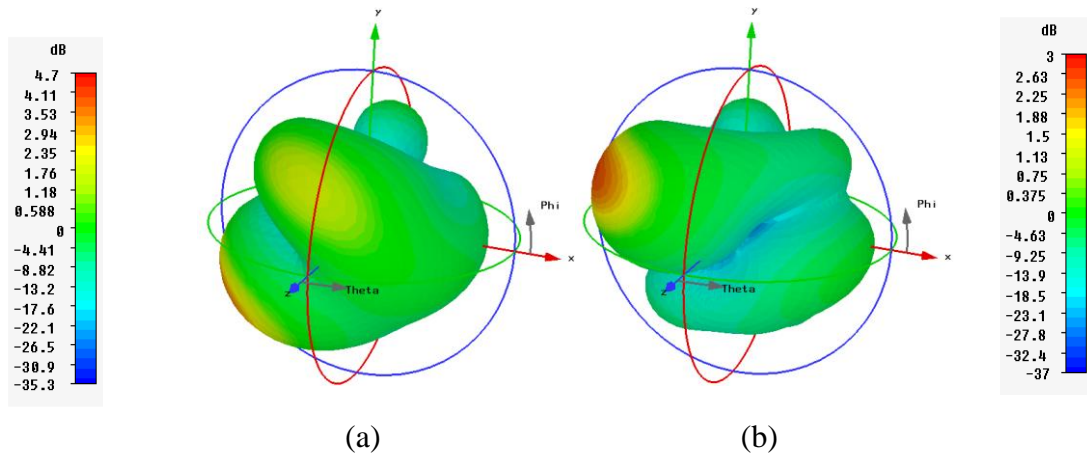 dB
4.7
4.11
3.53
2.94
2.35
1.76
1.18
0.588
0
-4.41
-8.82
-13.2
-17.6
-22.1
-26.5
-30.9
-35.3
y
Phi
x
z
Theta
y
Phi
x
z
Theta
dB
3
2.63
2.25
1.88
1.5
1.13
0.75
0.375
0
-4.63
-9.25
-13.9
-18.5
-23.1
-27.8
-32.4
-37
(a)
(b)